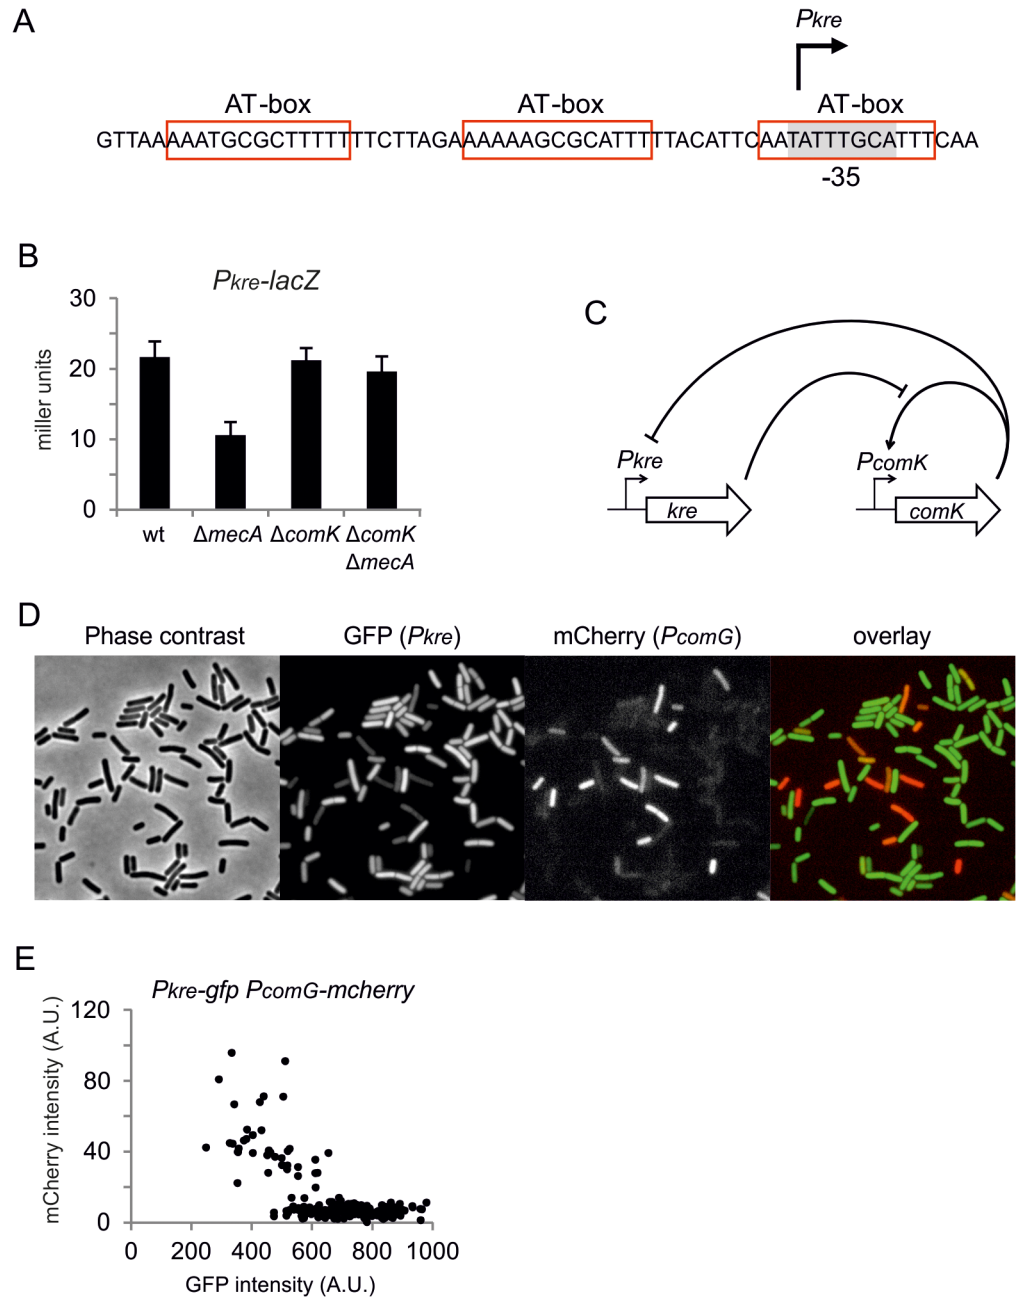 A
Pkre
AT-box AT-box AT-box
GTTAAAAATGCGCTTTTTTTCTTAGAAAAAAGCGCATTTTTACATTCAATATTTGCATTTCAA
-35
B
Pkre-lacZ
30
20
10
0
miller units
wt ΔmecA ΔcomK ΔcomK
ΔmecA
C
Pkre PcomK
kre comK
D
Phase contrast GFP (Pkre) mCherry (PcomG) overlay
E
Pkre-gfp PcomG-mcherry
120
80
40
0
mCherry intensity (A.U.)
0 200 400 600 800 1000
GFP intensity (A.U.)